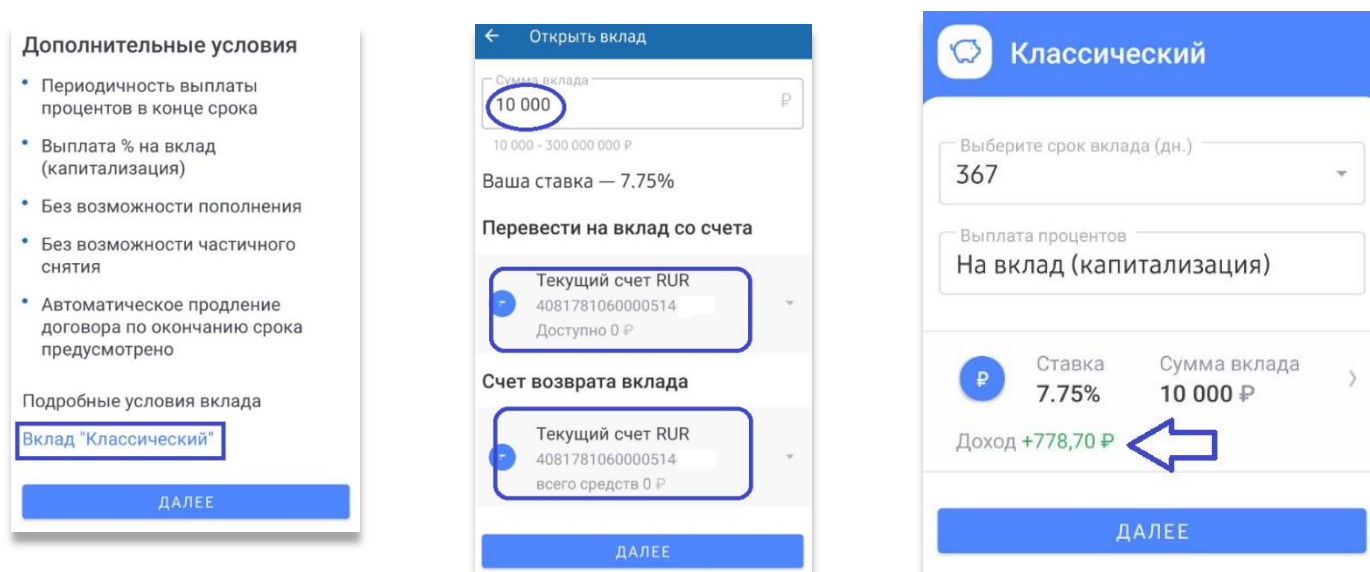 Дополнительные условия
Периодичность выплаты
процентов в конце срока
Выплата % на вклад
(капитализация)
Без возможности пополнения
Без возможности частичного
снятия
Автоматическое продление
договора по окончанию срока
предусмотрено
Подробные условия вклада
Вклад "Классический"
ДАЛЕЕ
Открыть вклад
Сумма вклада
10 000 ₽
10 000 - 300 000 000 ₽
Ваша ставка — 7.75%
Перевести на вклад со счета
Текущий счет RUR
4081781060000514
Доступно 0 ₽
Счет возврата вклада
Текущий счет RUR
4081781060000514
всего средств 0 ₽
ДАЛЕЕ
Классический
Выберите срок вклада (дн.)
367
Выплата процентов
На вклад (капитализация)
₽ Ставка Сумма вклада
7.75% 10 000 ₽
Доход +778,70 ₽
ДАЛЕЕ